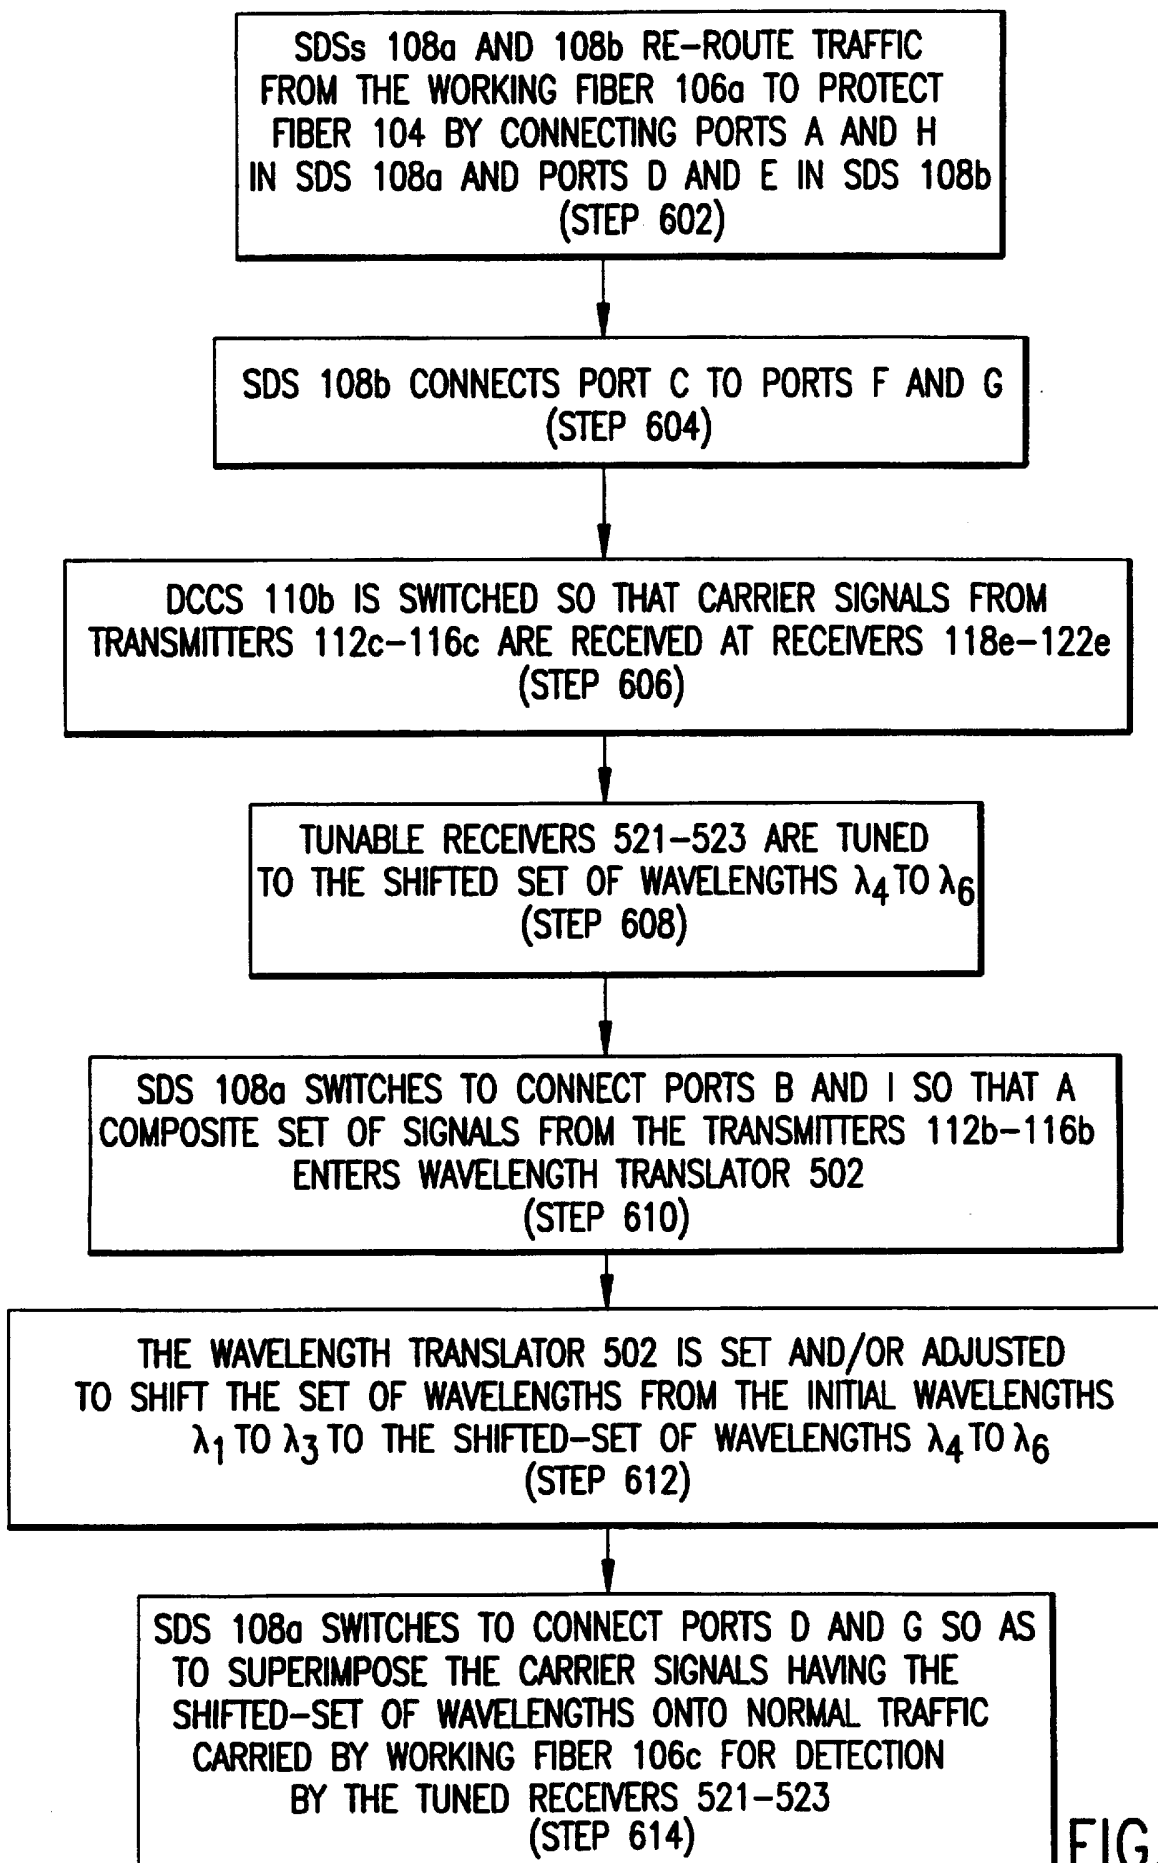 SDSs 108a AND 108b RE-ROUTE TRAFFIC
FROM THE WORKING FIBER 106a TO PROTECT
FIBER 104 BY CONNECTING PORTS A AND H
IN SDS 108a AND PORTS D AND E IN SDS 108b
(STEP 602)
SDS 108b CONNECTS PORT C TO PORTS F AND G
(STEP 604)
DCCS 110b IS SWITCHED SO THAT CARRIER SIGNALS FROM
TRANSMITTERS 112c-116c ARE RECEIVED AT RECEIVERS 118e-122e
(STEP 606)
TUNABLE RECEIVERS 521-523 ARE TUNED
TO THE SHIFTED SET OF WAVELENGTHS λ4 TO λ6
(STEP 608)
SDS 108a SWITCHES TO CONNECT PORTS B AND I SO THAT A
COMPOSITE SET OF SIGNALS FROM THE TRANSMITTERS 112b-116b
ENTERS WAVELENGTH TRANSLATOR 502
(STEP 610)
THE WAVELENGTH TRANSLATOR 502 IS SET AND/OR ADJUSTED
TO SHIFT THE SET OF WAVELENGTHS FROM THE INITIAL WAVELENGTHS
λ1 TO λ3 TO THE SHIFTED-SET OF WAVELENGTHS λ4 TO λ6
(STEP 612)
SDS 108a SWITCHES TO CONNECT PORTS D AND G SO AS
TO SUPERIMPOSE THE CARRIER SIGNALS HAVING THE
SHIFTED-SET OF WAVELENGTHS ONTO NORMAL TRAFFIC
CARRIED BY WORKING FIBER 106c FOR DETECTION
BY THE TUNED RECEIVERS 521-523
(STEP 614)
FIG.